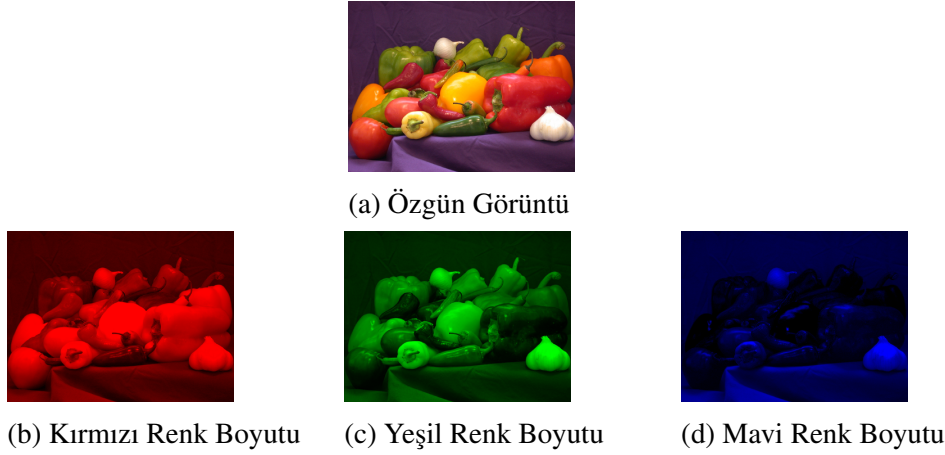 (a) Özgün Görüntü
(b) Kırmızı Renk Boyutu
(c) Yeşil Renk Boyutu
(d) Mavi Renk Boyutu